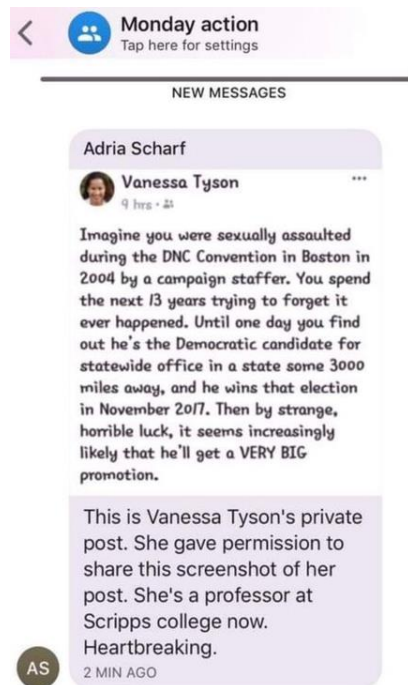 Monday action
Tap here for settings
NEW MESSAGES
Adria Scharf
Vanessa Tyson
9 hrs ·
Imagine you were sexually assaulted
during the DNC Convention in Boston in
2004 by a campaign staffer. You spend
the next 13 years trying to forget it
ever happened. Until one day you find
out he's the Democratic candidate for
statewide office in a state some 3000
miles away, and he wins that election
in November 2017. Then by strange,
horrible luck, it seems increasingly
likely that he'll get a VERY BIG
promotion.
This is Vanessa Tyson's private
post. She gave permission to
share this screenshot of her
post. She's a professor at
Scripps college now.
Heartbreaking.
AS
2 MIN AGO